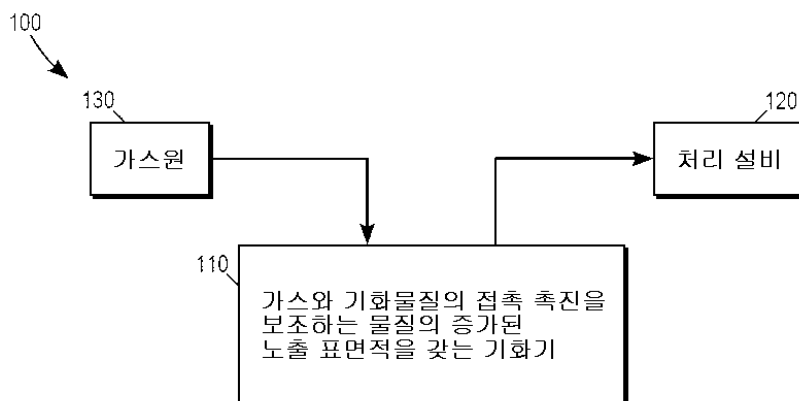 100
130
가스원
120
처리 설비
110
가스와 기화물질의 접촉 촉진을
보조하는 물질의 증가된
노출 표면적을 갖는 기화기